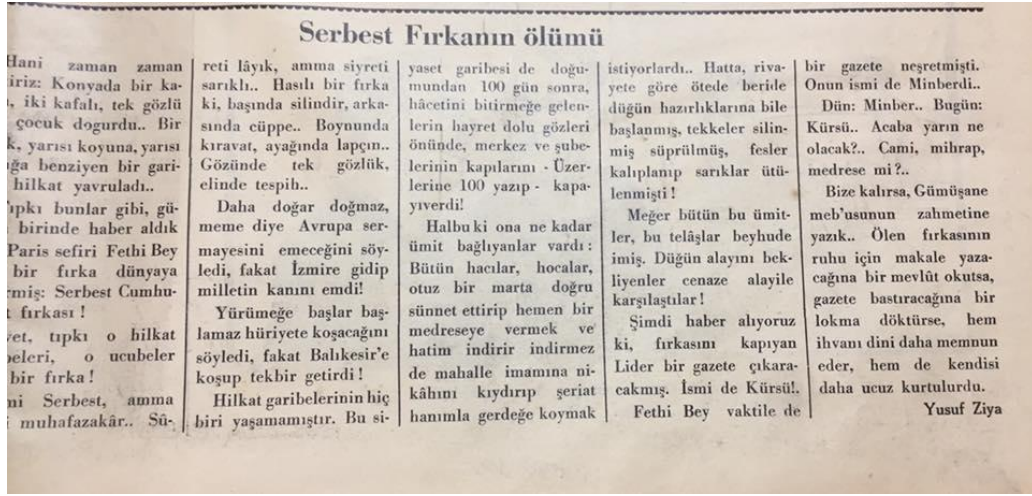 Serbest Fırkanın ölümü
Hani zaman zaman
Konyada bir ka-
iki kafalı, tek gözlü
çocuk dogurdu.. Bir
yarısı koyuna, yarısı
benziyen bir gari-
hilkat yavruladı..
bunlar gibi, gü-
birinde haber aldık
Paris sefiri Fethi Bey
bir fırka dünyaya
Serbest Cumhu-
fırkası !
tıpkı o hilkat
o ucubeler
bir fırka !
Serbest, amma
muhafazakâr.. Sû-
reti lâyık, amma siyreti
sarıklı.. Hasılı bir fırka
ki, başında silindir, arka-
sında cüppe.. Boynunda
kıravat, ayağında lapçın..
Gözünde tek gözlük,
elinde tespih..
Daha doğar doğmaz,
meme diye Avrupa ser-
mayesini emeceğini söy-
ledi, fakat İzmire gidip
milletin kanını emdi!
Yürümeğe başlar baş-
lamaz hüriyete koşacağını
söyledi, fakat Balıkesir'e
koşup tekbir getirdi !
Hilkat garibelerinin hiç
biri yaşamamıştır. Bu si-
yaset garibesi de doğu-
mundan 100 gün sonra,
hâcetini bitirmeğe gelen-
lerin hayret dolu gözleri
önünde, merkez ve şube-
lerinin kapılarını - Üzer-
lerine 100 yazıp - kapa-
yıverdi!
Halbuki ona ne kadar
ümit bağlıyanlar vardı :
Bütün hacılar, hocalar,
otuz bir marta doğru
sünnet ettirip hemen bir
medreseye vermek ve
hatim indirir indirmez
de mahalle imamına ni-
kâhını kıydırıp şeriat
hanımla gerdeğe koymak
istiyorlardı.. Hatta, riva-
yete göre ötede beride
düğün hazırlıklarına bile
başlanmış, tekkeler silin-
miş süprülmüş, fesler
kalıplanıp sarıklar ütü-
lenmişti !
Meğer bütün bu ümit-
ler, bu telâşlar beyhude
imiş. Düğün alayını bek-
liyenler cenaze alayile
karşılaştılar !
Şimdi haber alıyoruz
ki, fırkasını kapıyan
Lider bir gazete çıkara-
cakmış. İsmi de Kürsü!.
Fethi Bey vaktile de
bir gazete neşretmişti.
Onun ismi de Minberdi..
Dün: Minber.. Bugün:
Kürsü.. Acaba yarın ne
olacak?.. Cami, mihrap,
medrese mi ?..
Bize kalırsa, Gümüşane
meb'usunun zahmetine
yazık.. Ölen fırkasının
ruhu için makale yaza-
cağına bir mevlût okutsa,
gazete bastıracağına bir
lokma döktürse, hem
ihvanı dini daha memnun
eder, hem de kendisi
daha ucuz kurtulurdu.
Yusuf Ziya